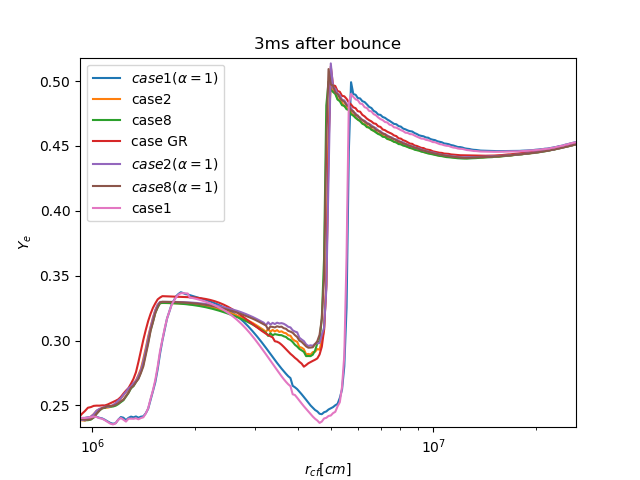 3ms after bounce
case1(α = 1)
case2
case8
case GR
case2(α = 1)
case8(α = 1)
case1
0.50
0.45
0.40
0.35
0.30
0.25
Y_e
10^6
10^7
r_cf[cm]